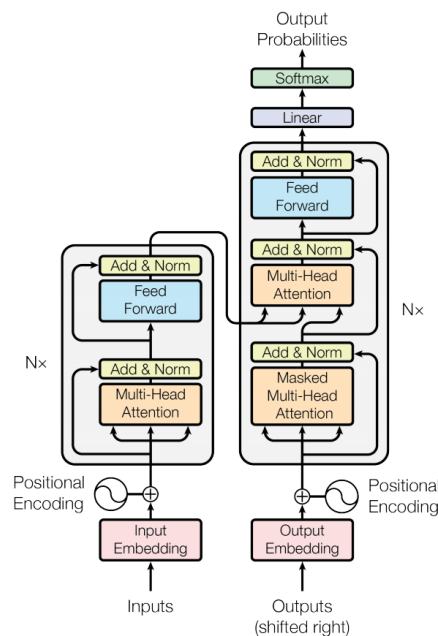 Output
Probabilities
Softmax
Linear
Add & Norm
Feed
Forward
Add & Norm
Multi-Head
Attention
Add & Norm
Masked
Multi-Head
Attention
N×
Positional
Encoding
Output
Embedding
Outputs
(shifted right)
Add & Norm
Feed
Forward
Add & Norm
Multi-Head
Attention
N×
Positional
Encoding
Input
Embedding
Inputs